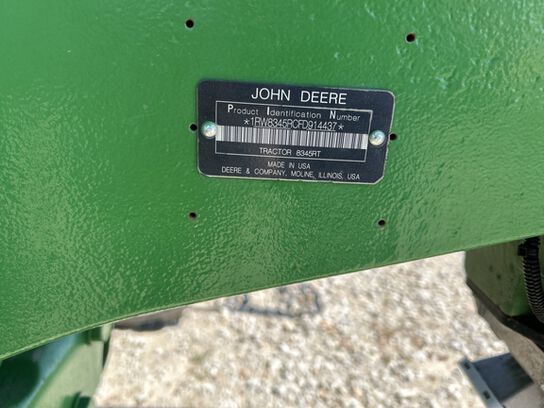 JOHN DEERE
Product Identification Number
*1RW8345RCFD914437*
TRACTOR 8345RT
MADE IN USA
DEERE & COMPANY, MOLINE, ILLINOIS, USA